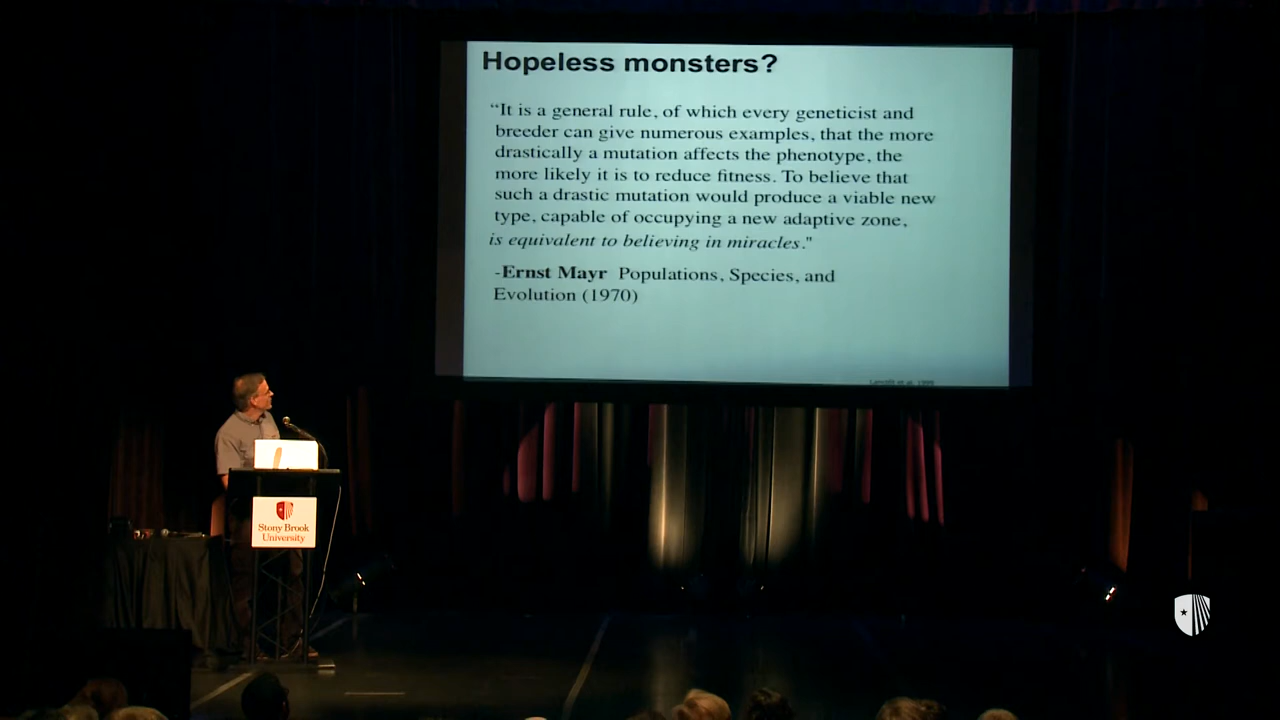 Hopeless monsters?
“It is a general rule, of which every geneticist and
breeder can give numerous examples, that the more
drastically a mutation affects the phenotype, the
more likely it is to reduce fitness. To believe that
such a drastic mutation would produce a viable new
type, capable of occupying a new adaptive zone,
is equivalent to believing in miracles."
-Ernst Mayr Populations, Species, and
Evolution (1970)
Stony Brook
University